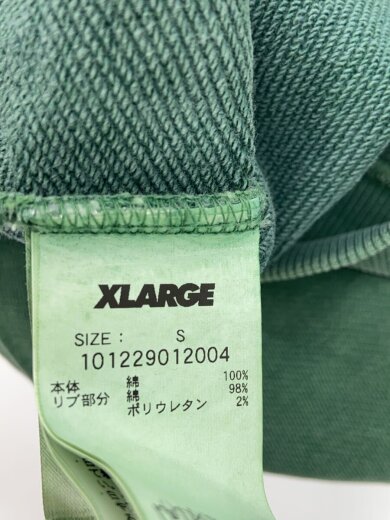 XLARGE
SIZE : S
101229012004
本体 綿 100%
リブ部分 綿 98%
ポリウレタン 2%